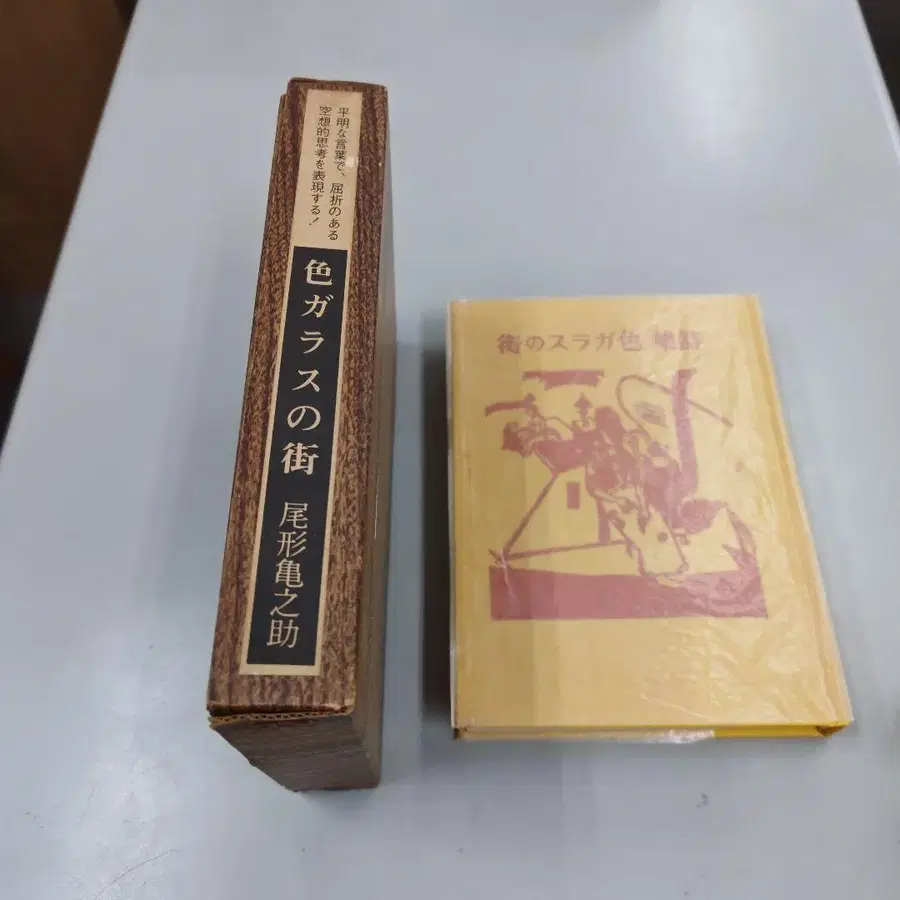 平明な言葉で、屈折のある
空想的思考を表現する！
色ガラスの街
尾形亀之助
街のスラガ色 集詩